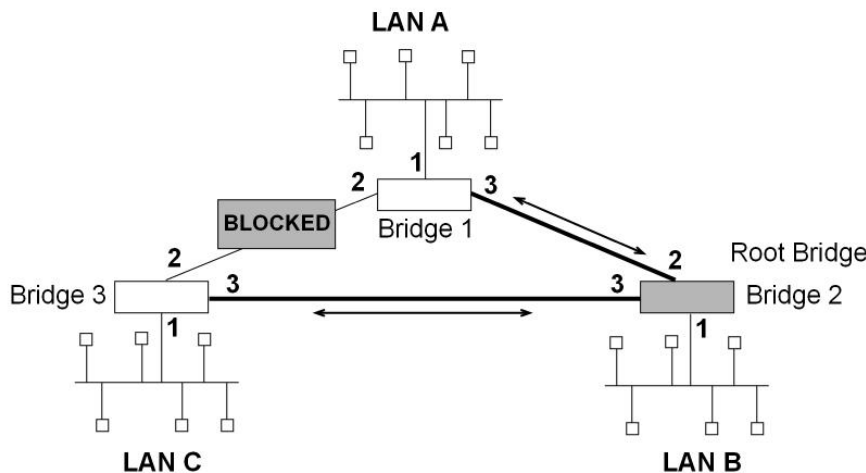 LAN A
1
2
3
BLOCKED
Bridge 1
2
2
Root Bridge
Bridge 3
3
3
Bridge 2
1
1
LAN C
LAN B